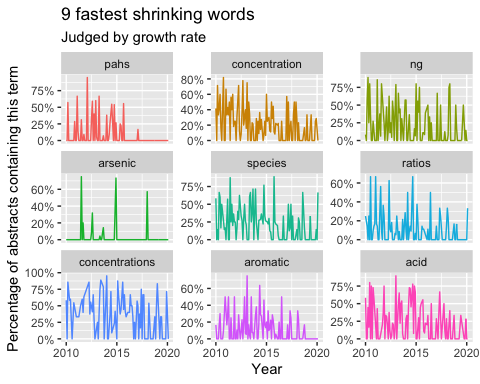 9 fastest shrinking words
Judged by growth rate
Percentage of abstracts containing this term
pahs concentration ng
75% 80% 75%
50% 60% 50%
25% 40% 25%
0% 20% 0%
0%
arsenic species ratios
60% 75% 60%
40% 50% 40%
20% 25% 20%
0% 0% 0%
concentrations aromatic acid
100% 75%
75% 60% 50%
50% 40% 25%
25% 20% 0%
0% 0%
2010 2015 2020 2010 2015 2020 2010 2015 2020
Year